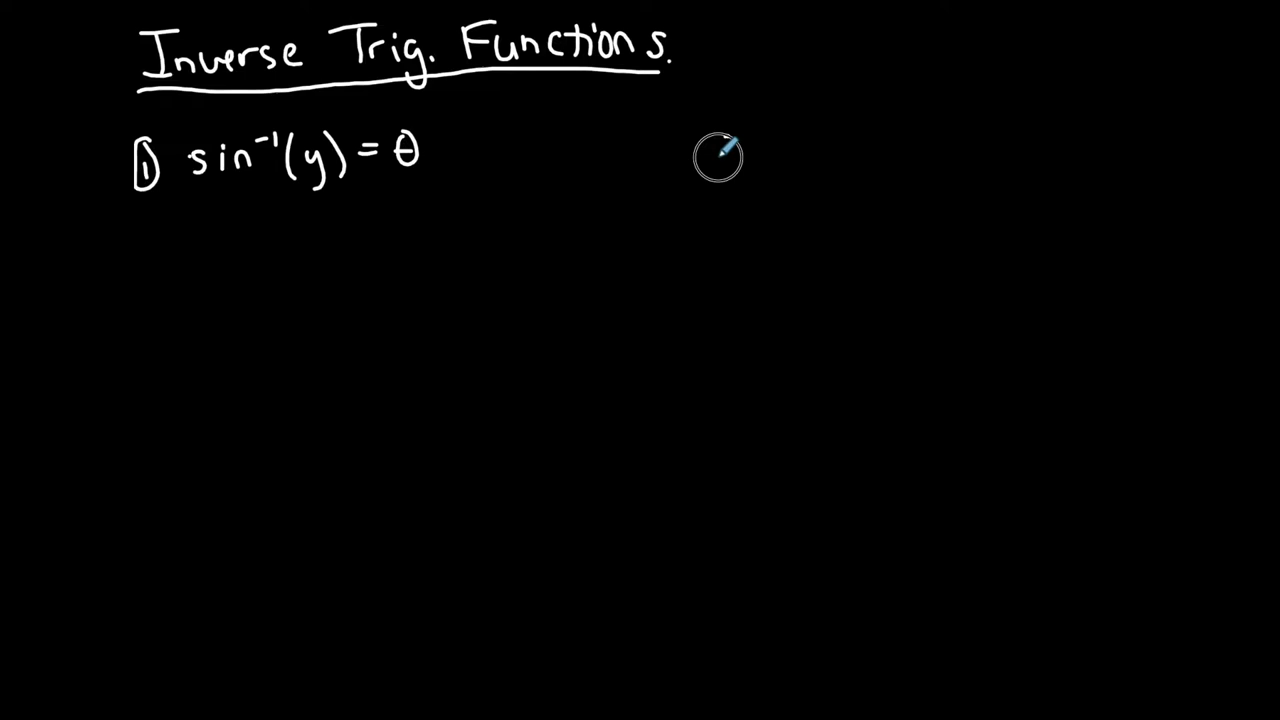 Inverse Trig. Functions.
① sin⁻¹(y) = θ